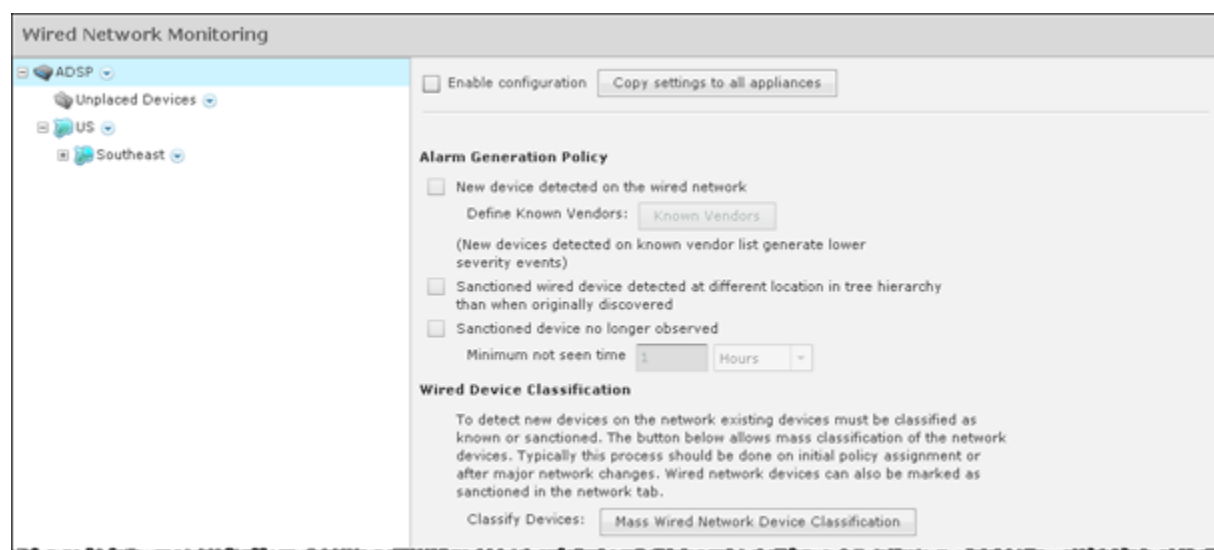 Wired Network Monitoring
ADSP
Unplaced Devices
US
Southeast
Enable configuration
Copy settings to all appliances
Alarm Generation Policy
New device detected on the wired network
Define Known Vendors:
Known Vendors
(New devices detected on known vendor list generate lower
severity events)
Sanctioned wired device detected at different location in tree hierarchy
than when originally discovered
Sanctioned device no longer observed
Minimum not seen time
1
Hours
Wired Device Classification
To detect new devices on the network existing devices must be classified as
known or sanctioned. The button below allows mass classification of the network
devices. Typically this process should be done on initial policy assignment or
after major network changes. Wired network devices can also be marked as
sanctioned in the network tab.
Classify Devices:
Mass Wired Network Device Classification